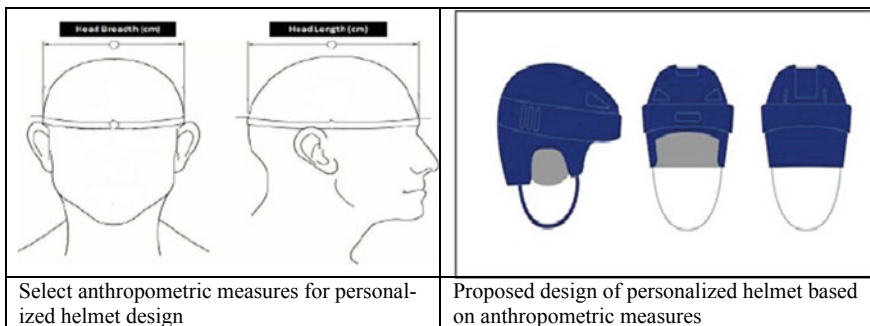 Head Breadth (cm)
Head Length (cm)
Select anthropometric measures for personal-
ized helmet design
Proposed design of personalized helmet based
on anthropometric measures